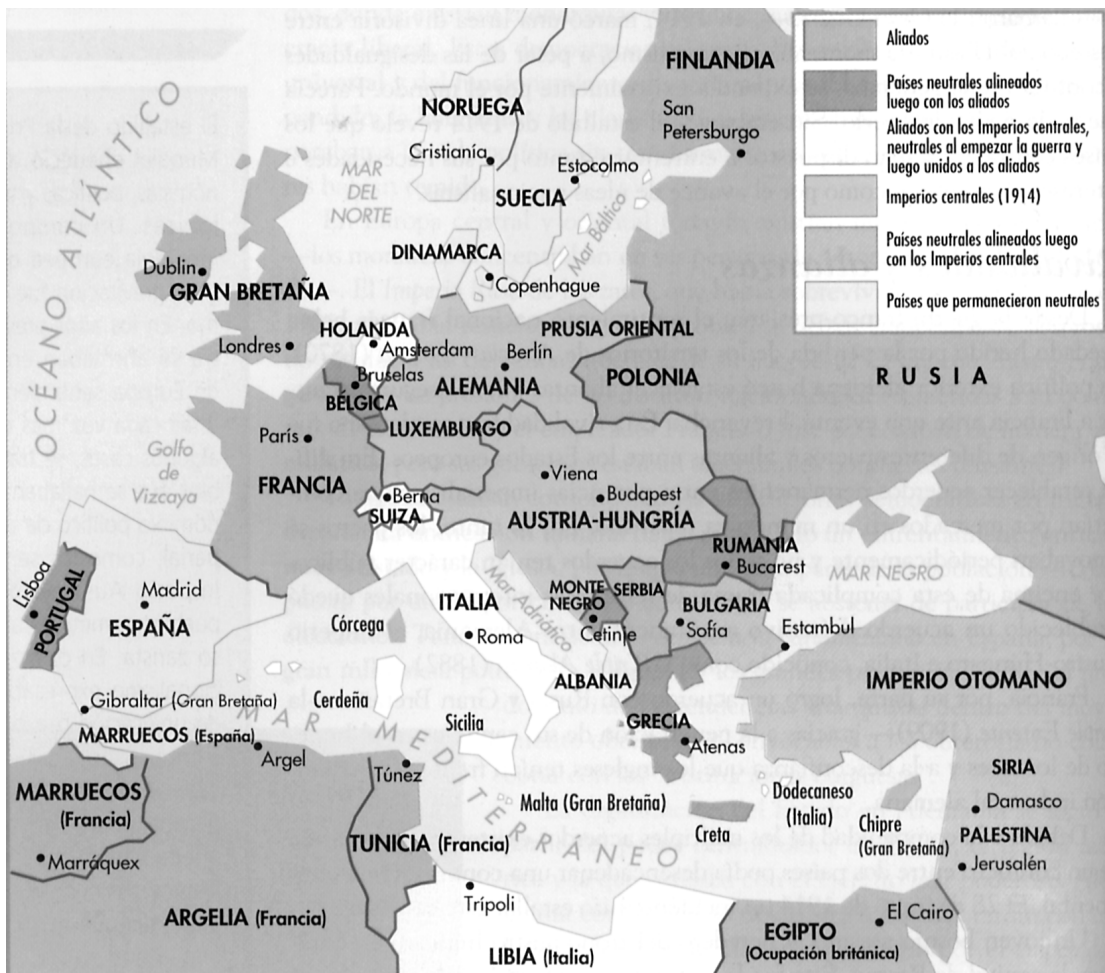 Aliados
Países neutrales alineados
luego con los aliados
Aliados con los Imperios centrales,
neutrales al empezar la guerra y
luego unidos a los aliados
Imperios centrales (1914)
Países neutrales alineados luego
con los Imperios centrales
Países que permanecieron neutrales
OCÉANO ATLÁNTICO
FINLANDIA
NORUEGA
San
Petersburgo
Cristianía
Estocolmo
MAR
DEL
NORTE
SUECIA
Mar Báltico
DINAMARCA
Dublin
Copenhague
GRAN BRETAÑA
HOLANDA
PRUSIA ORIENTAL
Londres
Amsterdam
Berlín
Bruselas
ALEMANIA
POLONIA
RUSIA
BÉLGICA
LUXEMBURGO
París
Golfo
de
Vizcaya
FRANCIA
Viena
Berna
Budapest
SUIZA
AUSTRIA-HUNGRÍA
RUMANIA
Bucarest
MAR NEGRO
Lisboa
PORTUGAL
Madrid
ESPAÑA
Córcega
ITALIA
Roma
Mar Adriático
MONTE
NEGRO
SERBIA
Cetinje
BULGARIA
Sofía
Estambul
ALBANIA
IMPERIO OTOMANO
Gibraltar (Gran Bretaña)
Cerdeña
Sicilia
GRECIA
Atenas
MARRUECOS (España)
Argel
Túnez
MAR MEDITERRÁNEO
SIRIA
MARRUECOS
(Francia)
Malta (Gran Bretaña)
Dodecaneso
(Italia)
Damasco
Creta
Chipre
(Gran Bretaña)
PALESTINA
TUNICIA (Francia)
Marráquex
Jerusalén
Trípoli
ARGELIA (Francia)
El Cairo
EGIPTO
(Ocupación británica)
LIBIA (Italia)